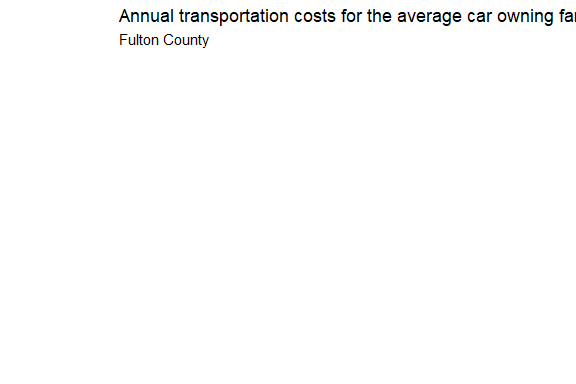 Annual transportation costs for the average car owning
Fulton County